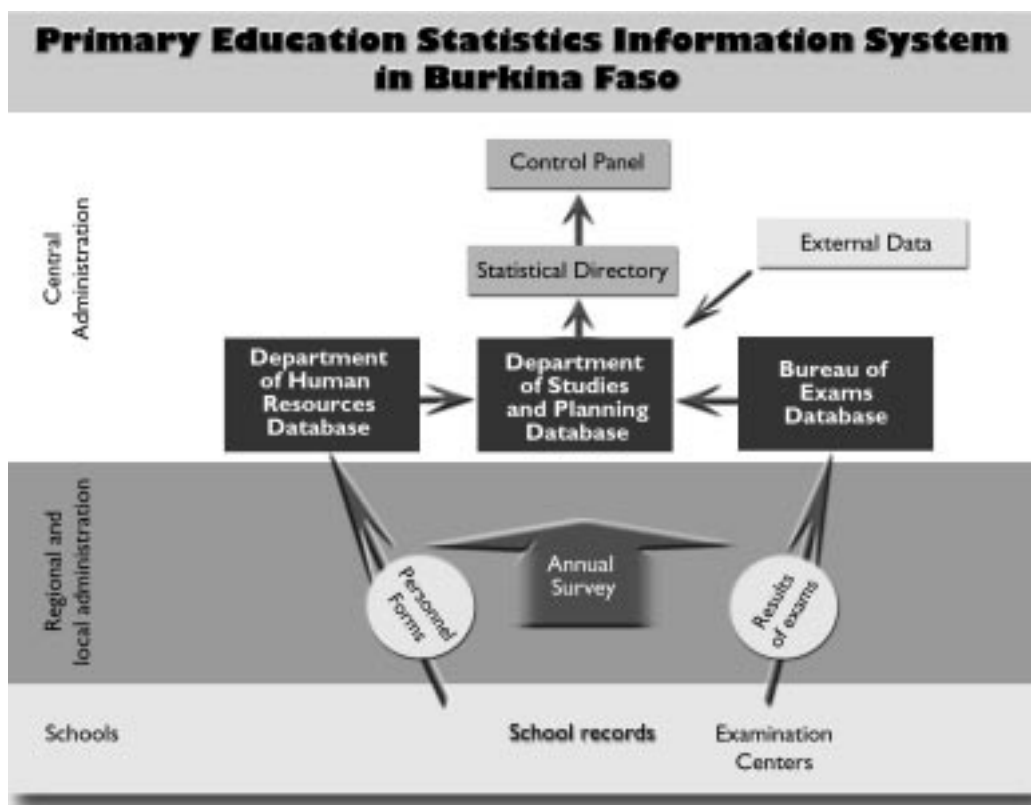 Primary Education Statistics Information System
in Burkina Faso
Control Panel
External Data
Statistical Directory
Central
Administration
Department
of Human
Resources
Database
Department
of Studies
and Planning
Database
Bureau of
Exams
Database
Regional and
local administration
Personnel
Forms
Annual
Survey
Results
of exams
Schools
School records
Examination
Centers